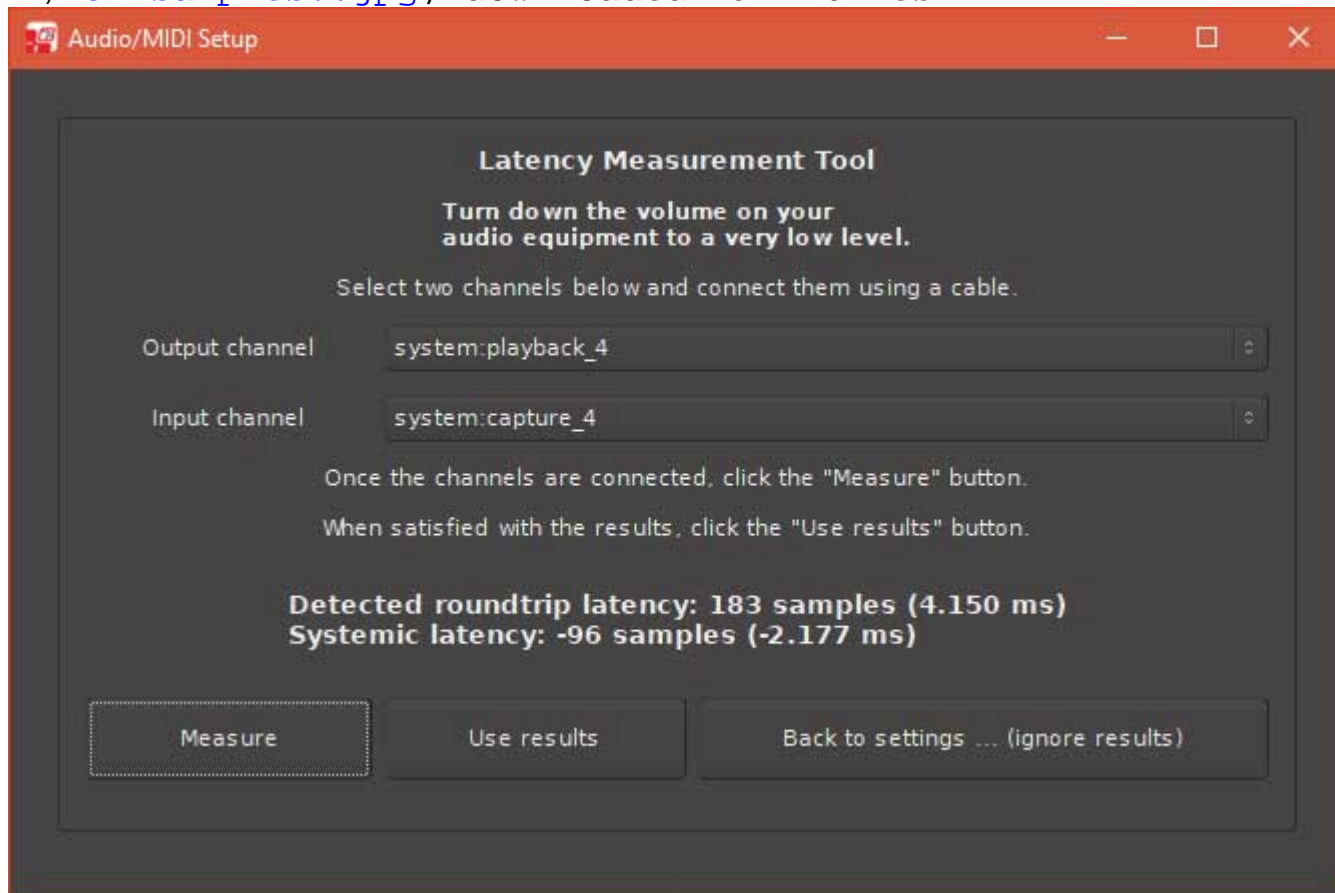 Audio/MIDI Setup
Latency Measurement Tool
Turn down the volume on your
audio equipment to a very low level.
Select two channels below and connect them using a cable.
Output channel system:playback_4
Input channel system:capture_4
Once the channels are connected, click the "Measure" button.
When satisfied with the results, click the "Use results" button.
Detected roundtrip latency: 183 samples (4.150 ms)
Systemic latency: -96 samples (-2.177 ms)
Measure Use results Back to settings ... (ignore results)